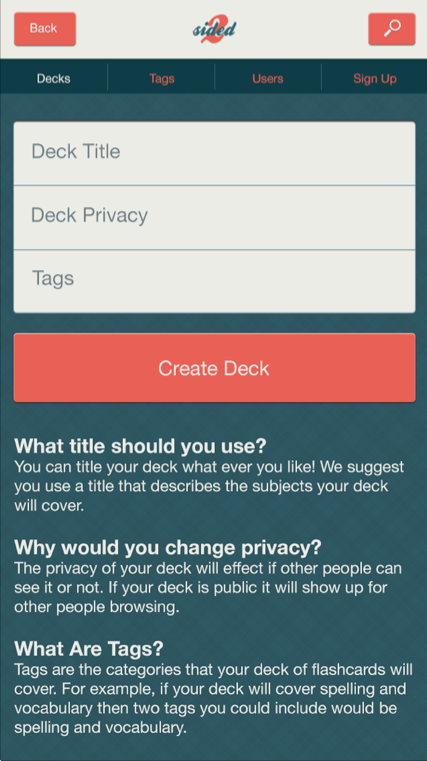 Back
2
sided
Decks
Tags
Users
Sign Up
Deck Title
Deck Privacy
Tags
Create Deck
What title should you use?
You can title your deck what ever you like! We suggest
you use a title that describes the subjects your deck
will cover.
Why would you change privacy?
The privacy of your deck will effect if other people can
see it or not. If your deck is public it will show up for
other people browsing.
What Are Tags?
Tags are the categories that your deck of flashcards will
cover. For example, if your deck will cover spelling and
vocabulary then two tags you could include would be
spelling and vocabulary.